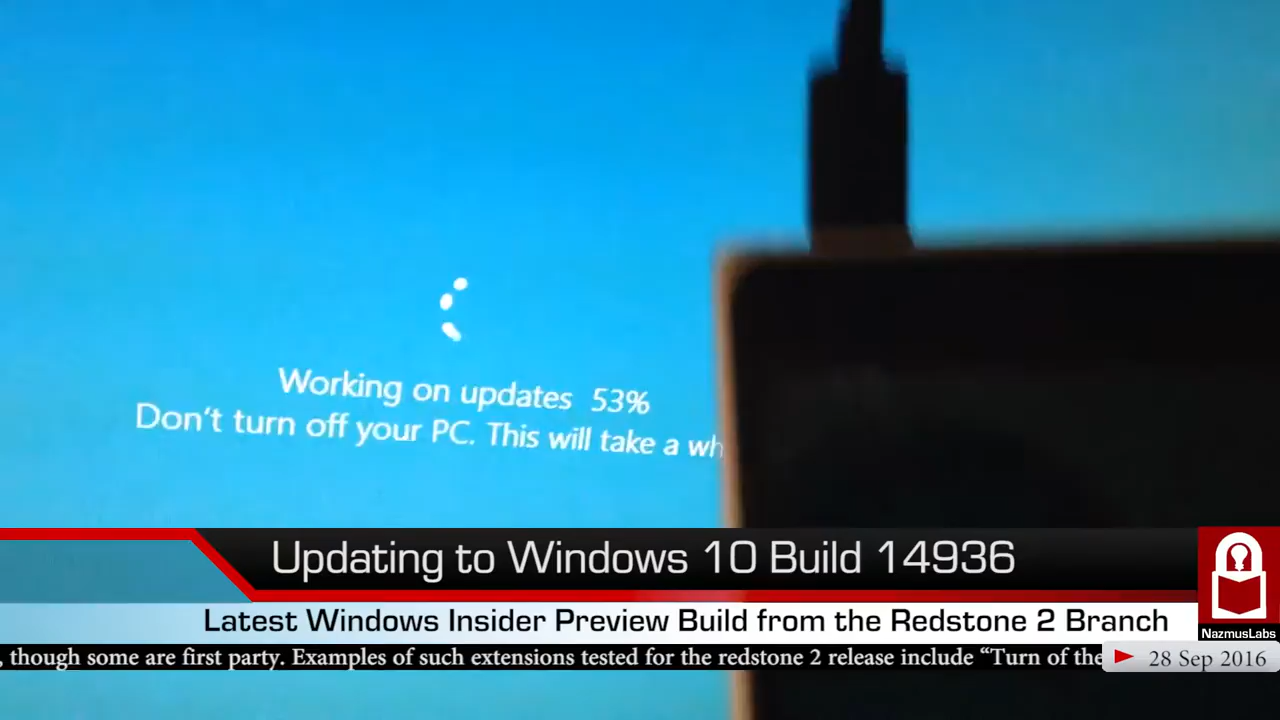 Working on updates 53%
Don't turn off your PC. This will take a
Updating to Windows 10 Build 14936
Latest Windows Insider Preview Build from the Redstone 2 Branch
NazmusLabs
, though some are first party. Examples of such extensions tested for the redstone 2 release include “Turn of the
28 Sep 2016